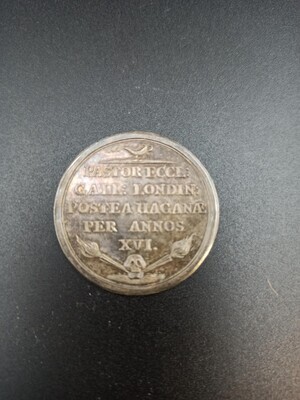 PASTOR ECCL:
GALL: LONDIN:
POSTEA HAGANÆ
PER ANNOS
XVI.